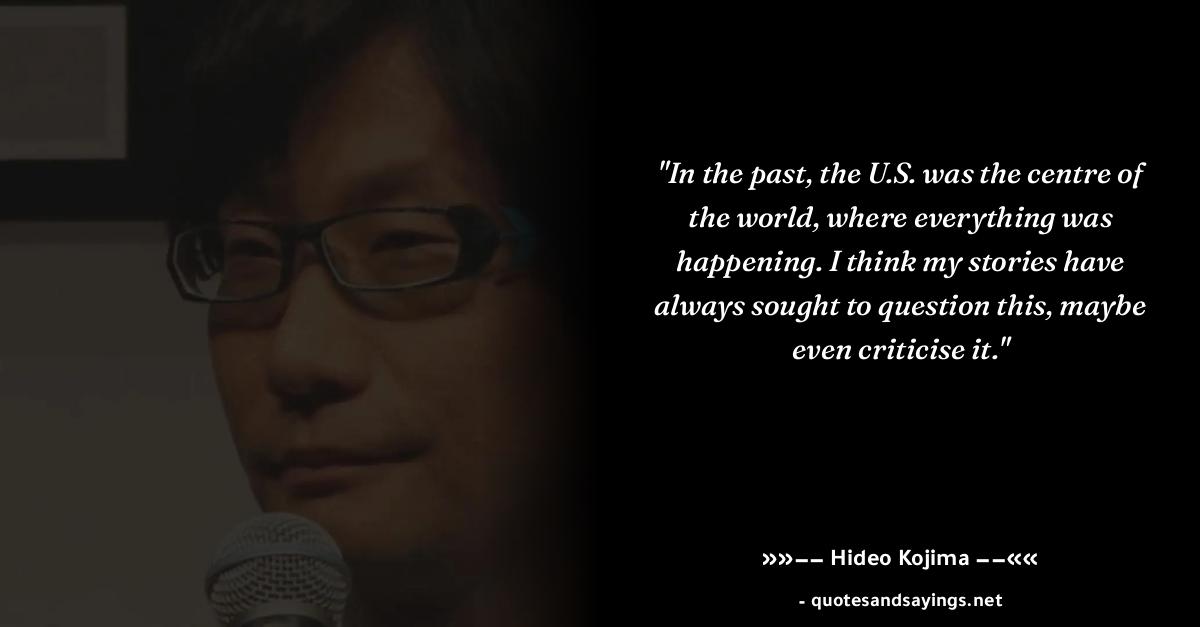 "In the past, the U.S. was the centre of
the world, where everything was
happening. I think my stories have
always sought to question this, maybe
even criticise it."
»»−− Hideo Kojima −−««
- quotesandsayings.net